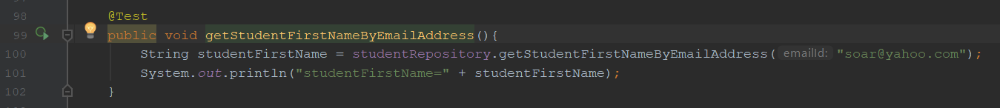 98 @Test
99 public void getStudentFirstNameByEmailAddress(){
100 String studentFirstName = studentRepository.getStudentFirstNameByEmailAddress( emailId: "soar@yahoo.com");
101 System.out.println("studentFirstName=" + studentFirstName);
102 }